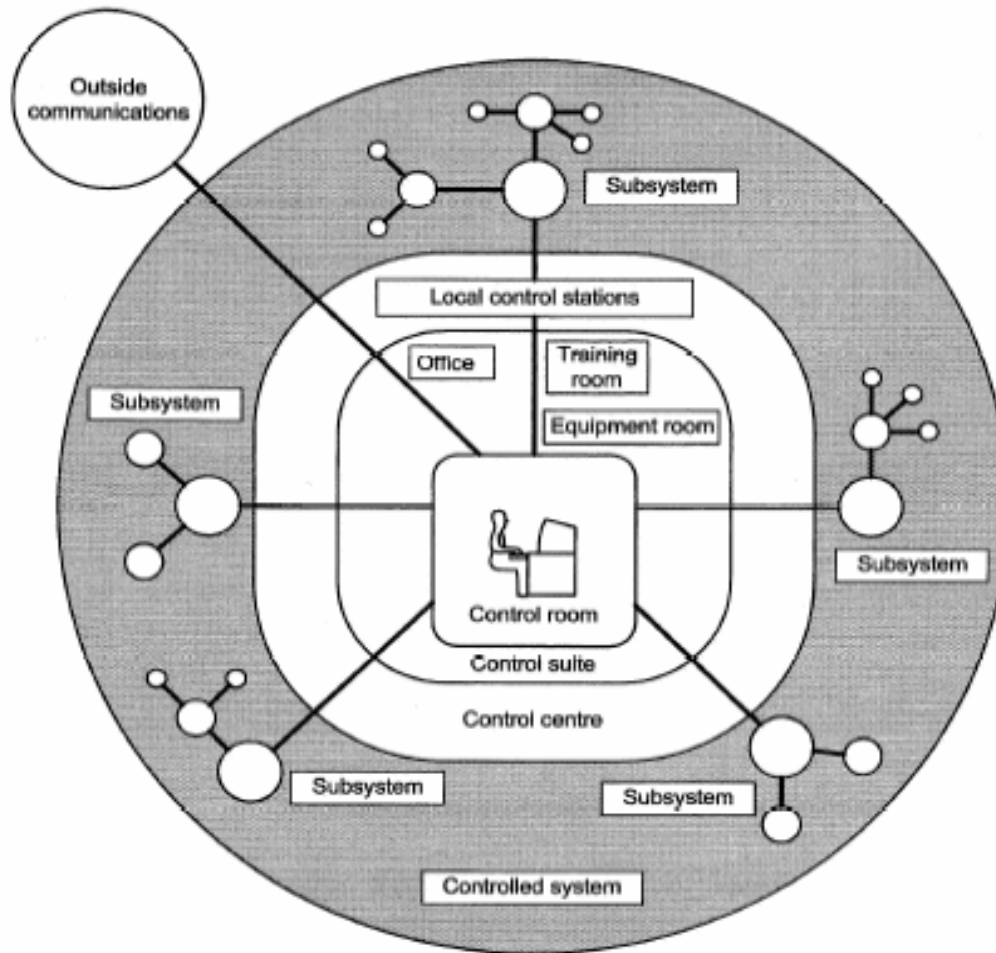 Outside
communications
Subsystem
Local control stations
Office
Training
room
Subsystem
Equipment room
Subsystem
Control room
Control suite
Control centre
Subsystem
Subsystem
Controlled system